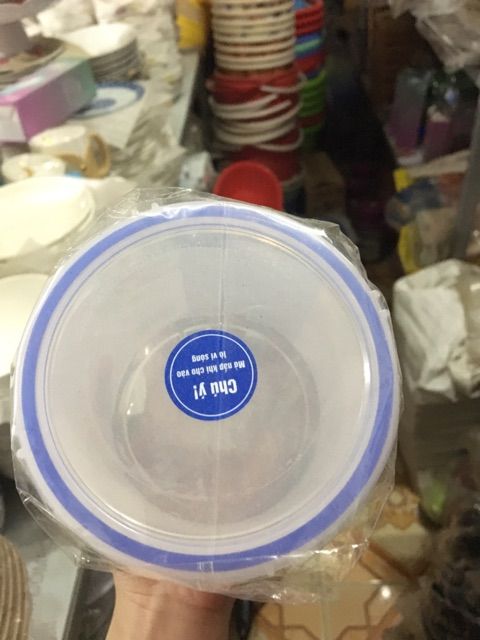 Chú ý!
Mở nắp khi cho vào
lò vi sóng